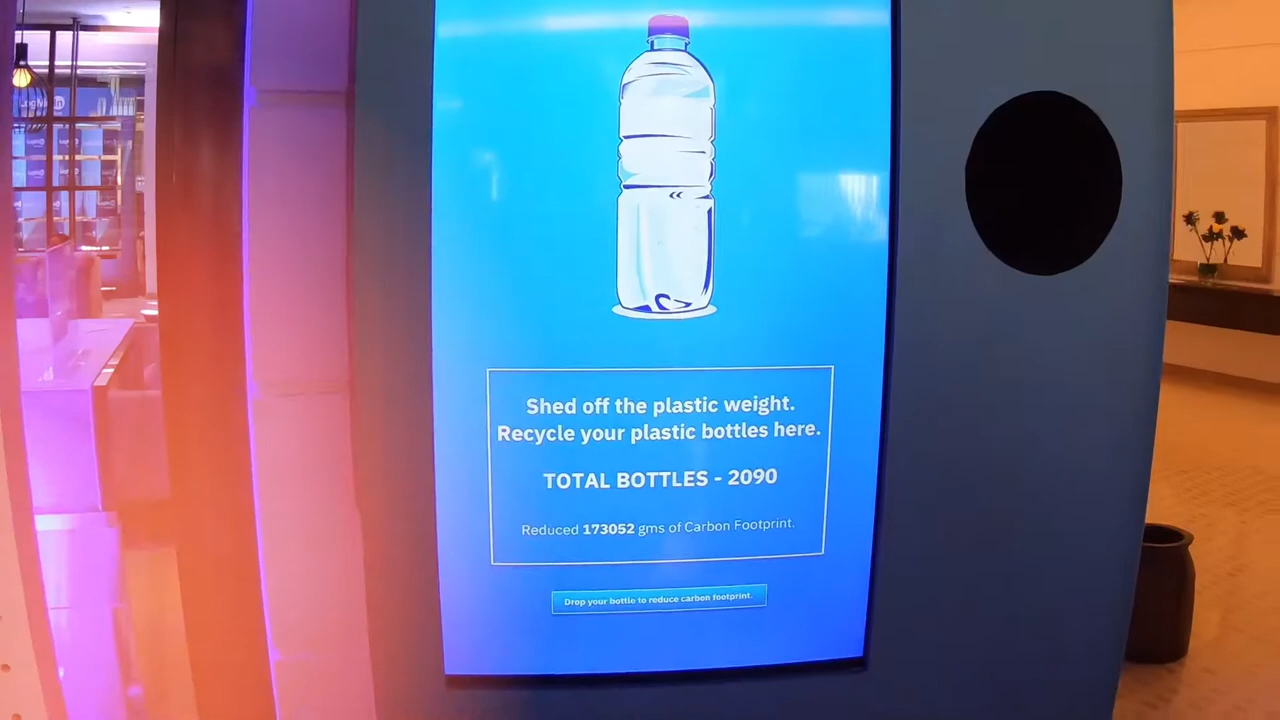 Shed off the plastic weight.
Recycle your plastic bottles here.
TOTAL BOTTLES - 2090
Reduced 173052 gms of Carbon Footprint.
Drop your bottle to reduce carbon footprint.